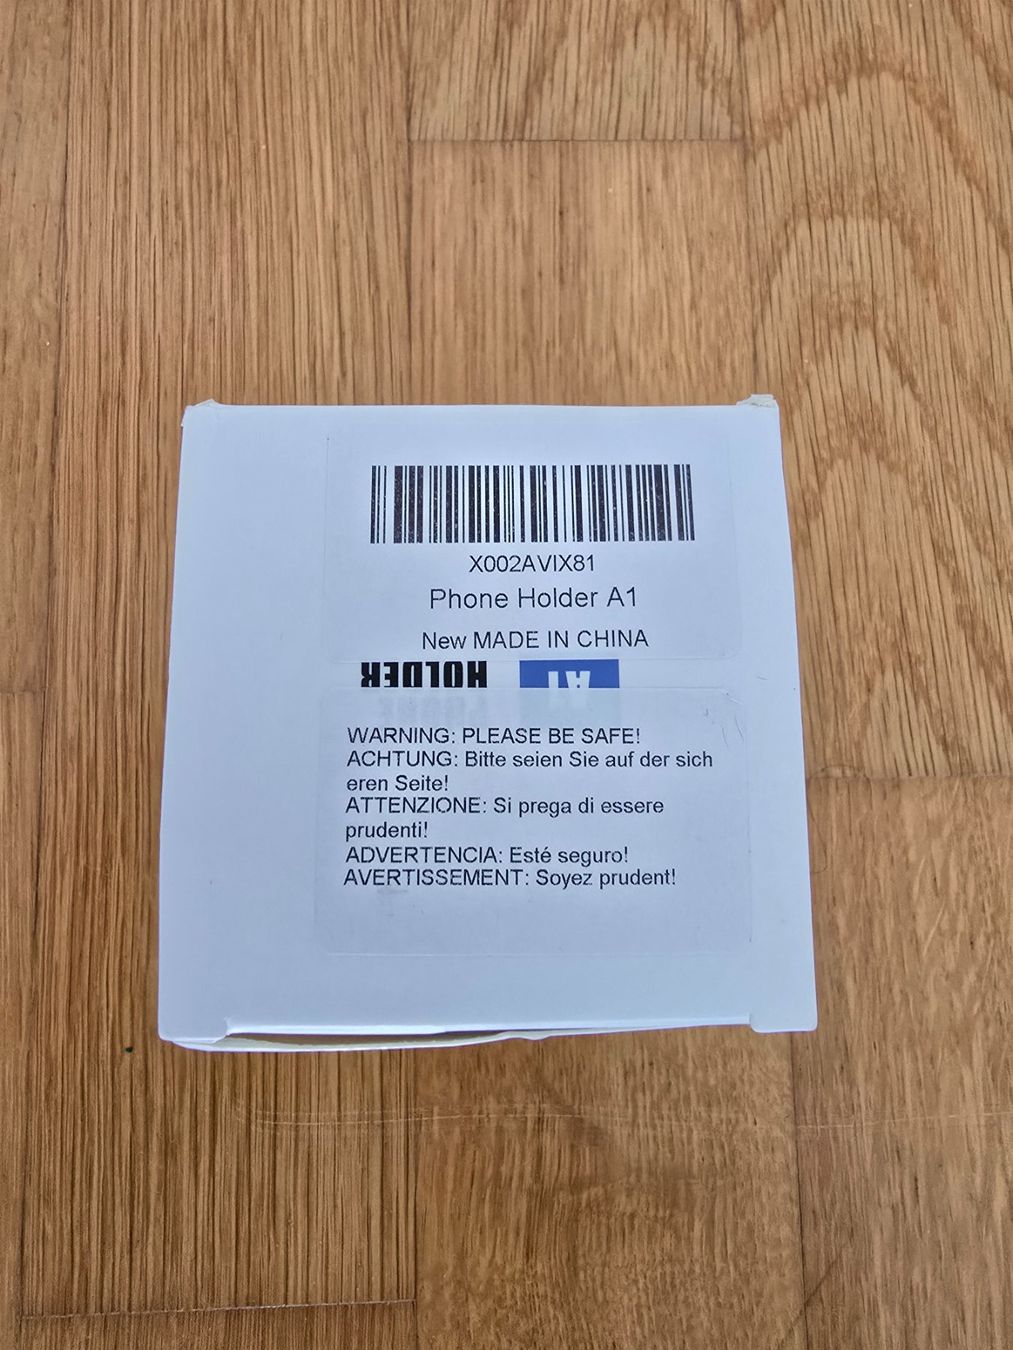 X002AVIX81
Phone Holder A1
New MADE IN CHINA
HOLDER A1
WARNING: PLEASE BE SAFE!
ACHTUNG: Bitte seien Sie auf der sich
eren Seite!
ATTENZIONE: Si prega di essere
prudenti!
ADVERTENCIA: Esté seguro!
AVERTISSEMENT: Soyez prudent!